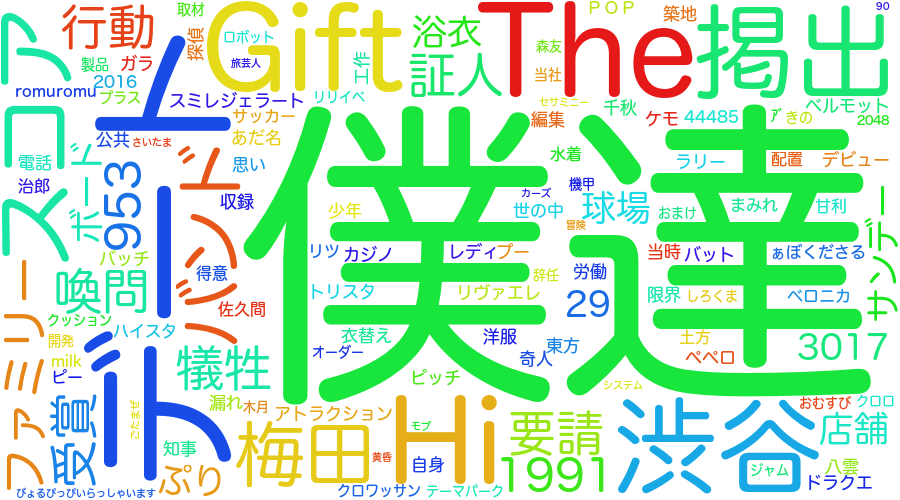 行動
取材
探偵
Gift
浴衣
証人
The
ＰＯＰ
築地
掲出
90
スコア
製品
ガラ
2016
プラス
romuromu
ロボット
旅芸人
工作
森友
当社
セサミニー
千秋
編集
ケモ
44485
ベルモット
きの
2048
スミレジェラート
リリイベ
サッカー
あだ名
公共
さいたま
デート
電話
治郎
ボード
953
バンド
思い
収録
少年
僕達
水着
カーズ
機甲
世の中
冒険
球場
ラリー
配置
デビュー
おまけ
まみれ
甘利
サンデー
喚問
バッチ
得意
リツ
カジノ
レディ
プー
当時
バット
ぁぼくださる
佐久間
トリスタ
リヴァエレ
辞任
労働
29
限界
しろくま
ベロニカ
ファミリー
クッション
ハイスタ
衣替え
オーダー
洋服
東方
奇人
土方
ペペロ
3017
開発
milk
ピー
犠牲
ピッチ
システム
受賞
ごたまぜ
漏れ
木月
アトラクション
Hi
モブ
要請
渋谷
おむすび
クロロ
店舗
知事
梅田
黄昏
自身
1991
ジャム
八雲
ドラクエ
ぷり
クロワッサン
テーマパーク
ぴょるぴっぴいらっしゃいます